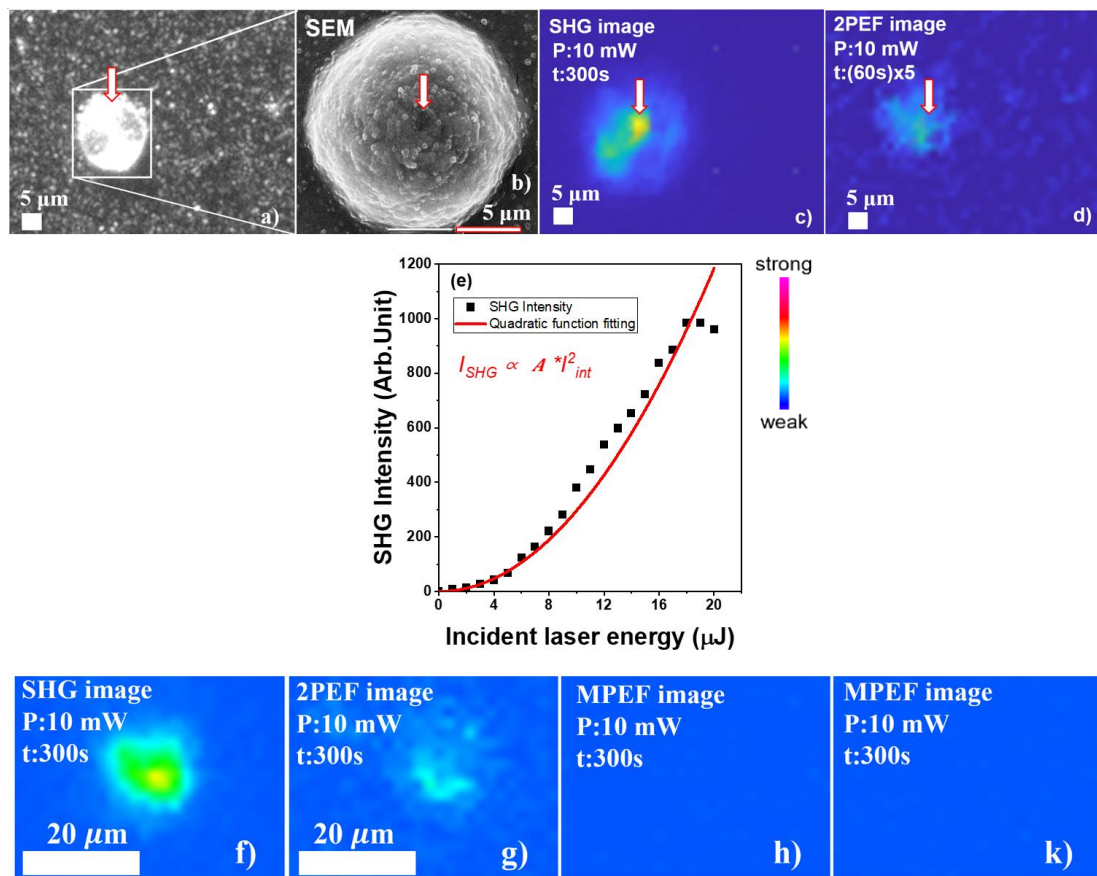 5 μm
a)
SEM
b)
5 μm
SHG image
P:10 mW
t:300s
5 μm
c)
2PEF image
P:10 mW
t:(60s)x5
5 μm
d)
(e)
SHG Intensity
Quadratic function fitting
I_SHG ∝ A *I²_int
SHG Intensity (Arb.Unit)
1200
1000
800
600
400
200
0
0 4 8 12 16 20
Incident laser energy (μJ)
strong
weak
SHG image
P:10 mW
t:300s
20 μm
f)
2PEF image
P:10 mW
t:300s
20 μm
g)
MPEF image
P:10 mW
t:300s
h)
MPEF image
P:10 mW
t:300s
k)